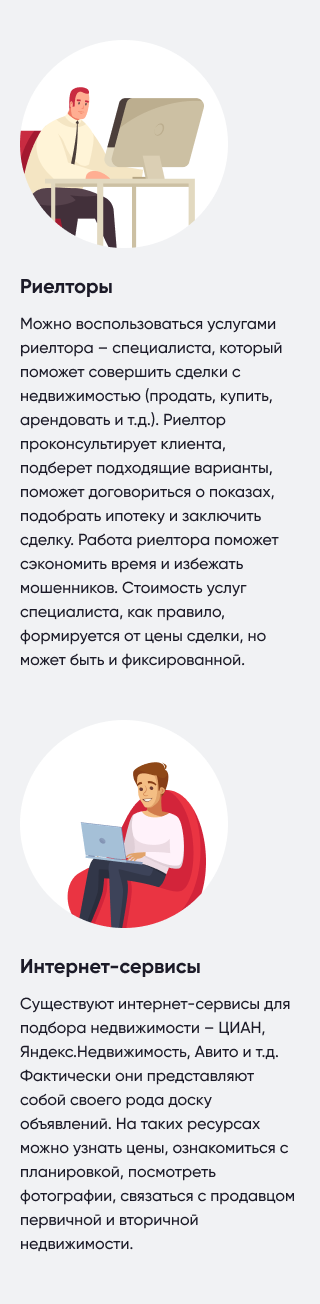 Риелторы
Можно воспользоваться услугами
риелтора – специалиста, который
поможет совершить сделки с
недвижимостью (продать, купить,
арендовать и т.д.). Риелтор
проконсультирует клиента,
подберет подходящие варианты,
поможет договориться о показах,
подобрать ипотеку и заключить
сделку. Работа риелтора поможет
сэкономить время и избежать
мошенников. Стоимость услуг
специалиста, как правило,
формируется от цены сделки, но
может быть и фиксированной.
Интернет-сервисы
Существуют интернет-сервисы для
подбора недвижимости – ЦИАН,
Яндекс.Недвижимость, Авито и т.д.
Фактически они представляют
собой своего рода доску
объявлений. На таких ресурсах
можно узнать цены, ознакомиться с
планировкой, посмотреть
фотографии, связаться с продавцом
первичной и вторичной
недвижимости.